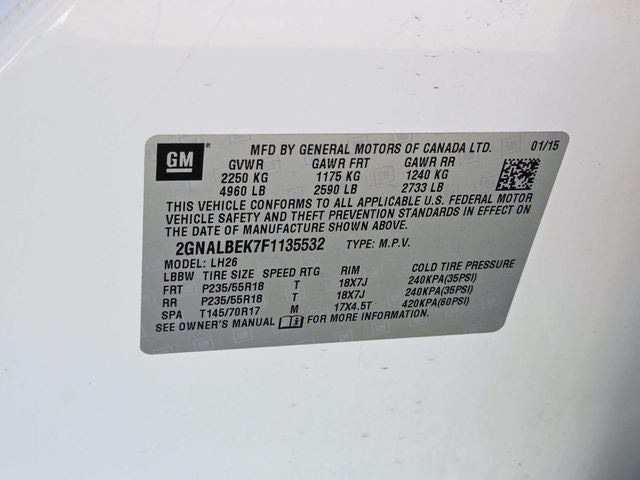 GM ® MFD BY GENERAL MOTORS OF CANADA LTD. 01/15
GVWR GAWR FRT GAWR RR
2250 KG 1175 KG 1240 KG
4960 LB 2590 LB 2733 LB
THIS VEHICLE CONFORMS TO ALL APPLICABLE U.S. FEDERAL MOTOR
VEHICLE SAFETY AND THEFT PREVENTION STANDARDS IN EFFECT ON
THE DATE OF MANUFACTURE SHOWN ABOVE.
2GNALBEK7F1135532 TYPE: M.P.V.
MODEL: LH26
LBBW TIRE SIZE SPEED RTG RIM COLD TIRE PRESSURE
FRT P235/55R18 T 18X7J 240KPA(35PSI)
RR P235/55R18 T 18X7J 240KPA(35PSI)
SPA T145/70R17 M 17X4.5T 420KPA(60PSI)
SEE OWNER'S MANUAL FOR MORE INFORMATION.